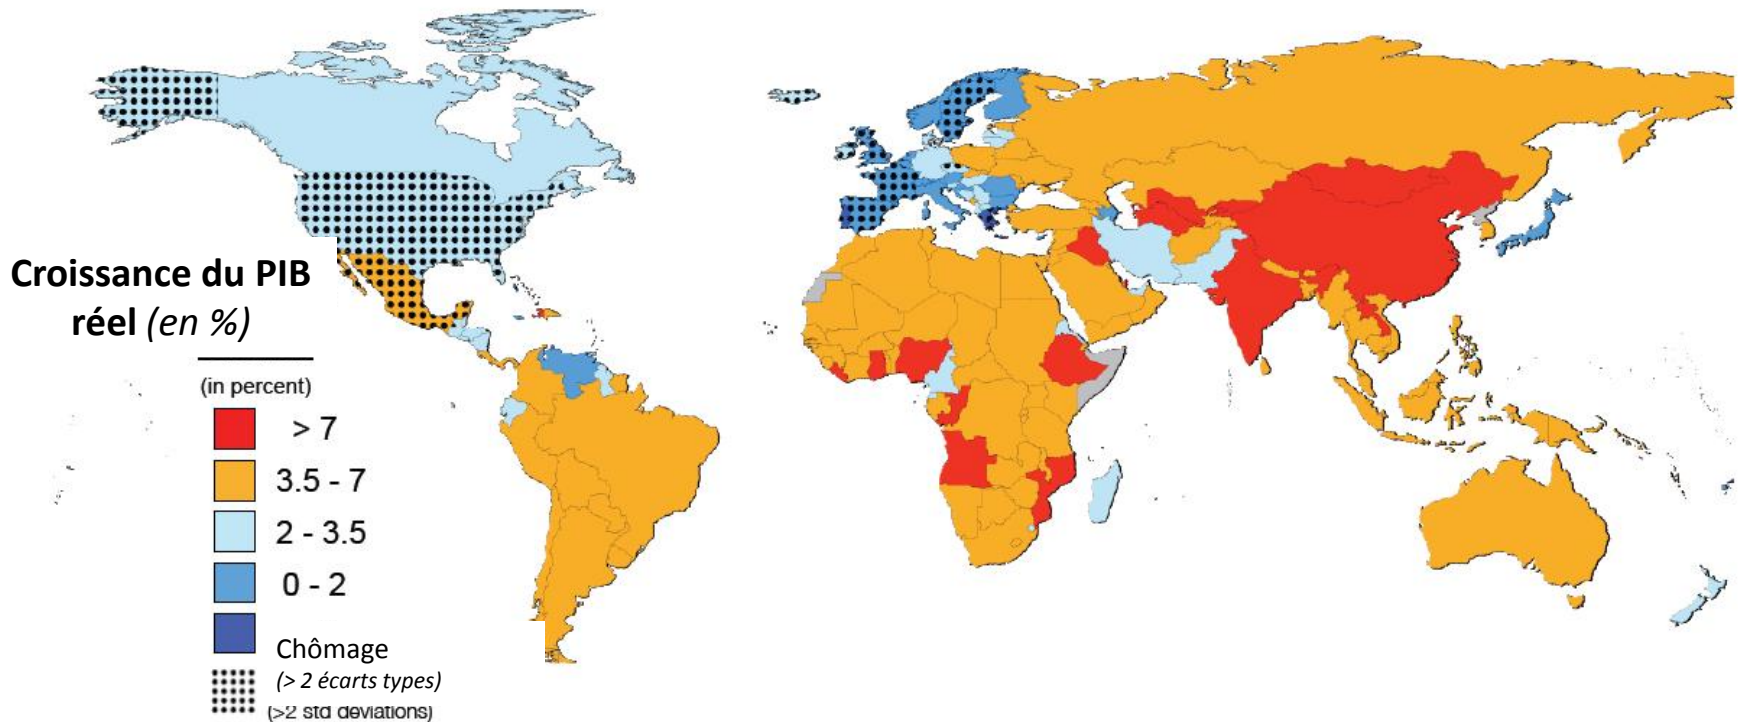 Croissance du PIB
réel (en %)
(in percent)
> 7
3.5 - 7
2 - 3.5
0 - 2
Chômage
(> 2 écarts types)
(>2 std deviations)